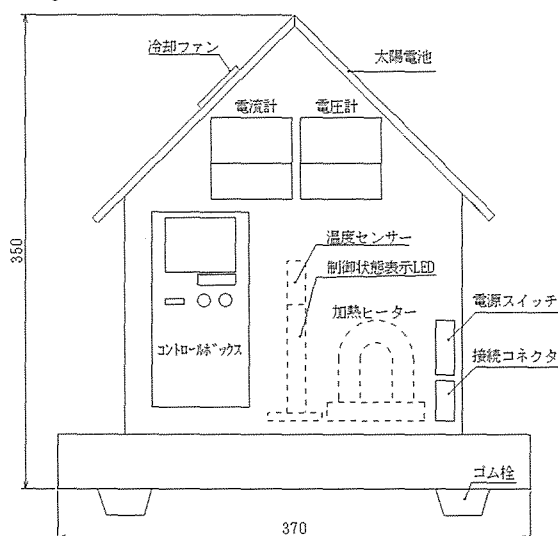 冷却ファン
太陽電池
電流計
電圧計
350
温度センサー
制御状態表示LED
加熱ヒーター
電源スイッチ
コントロールボックス
接続コネクタ
ゴム栓
370